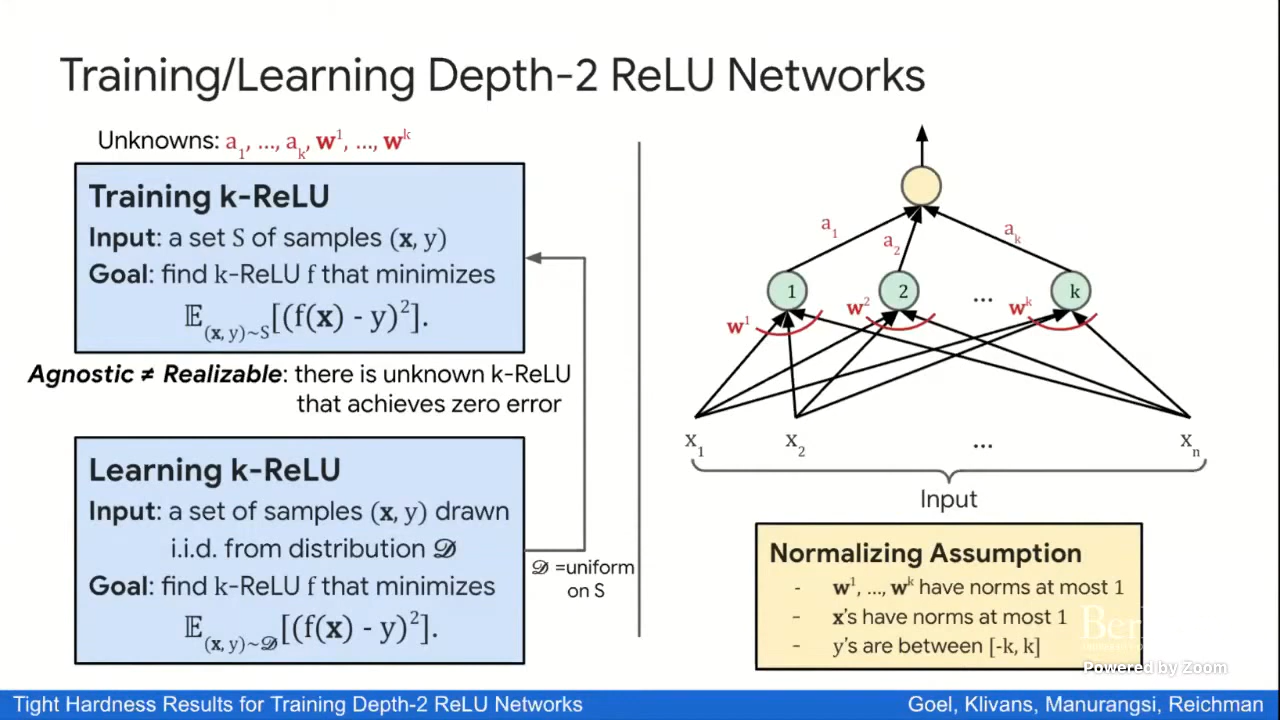 Training/Learning Depth-2 ReLU Networks
Unknowns: a₁, ..., aₖ, w¹, ..., wᵏ
Training k-ReLU
Input: a set S of samples (x, y)
Goal: find k-ReLU f that minimizes
𝔼₍ₓ, ᵧ₎~S[(f(x) - y)²].
Agnostic ≠ Realizable: there is unknown k-ReLU
that achieves zero error
Learning k-ReLU
Input: a set of samples (x, y) drawn
i.i.d. from distribution 𝒟
Goal: find k-ReLU f that minimizes
𝔼₍ₓ, ᵧ₎~𝒟[(f(x) - y)²].
𝒟 =uniform
on S
a₁ a₂ aₖ
1 2 ... k
w¹ w² wᵏ
x₁ x₂ ... xₙ
Input
Normalizing Assumption
- w¹, ..., wᵏ have norms at most 1
- x's have norms at most 1
- y's are between [-k, k]
Powered by Zoom
Tight Hardness Results for Training Depth-2 ReLU Networks
Goel, Klivans, Manurangsi, Reichman